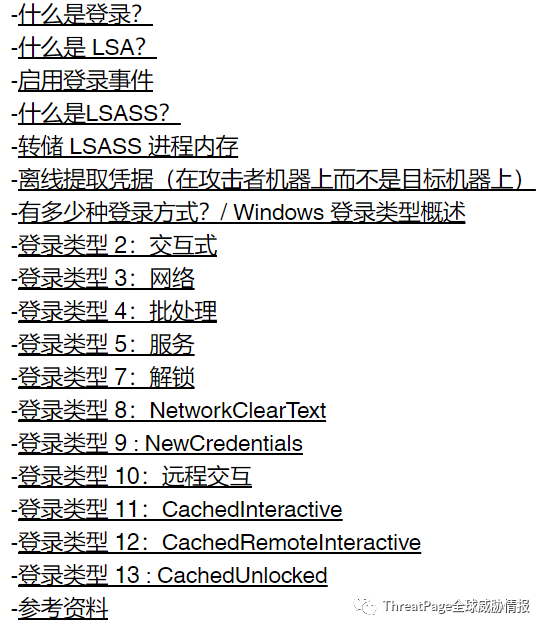 -什么是登录？
-什么是 LSA？
-启用登录事件
-什么是LSASS？
-转储 LSASS 进程内存
-离线提取凭据（在攻击者机器上而不是目标机器上）
-有多少种登录方式？/ Windows 登录类型概述
-登录类型 2：交互式
-登录类型 3：网络
-登录类型 4：批处理
-登录类型 5：服务
-登录类型 7：解锁
-登录类型 8：NetworkClearText
-登录类型 9 : NewCredentials
-登录类型 10：远程交互
-登录类型 11：CachedInteractive
-登录类型 12：CachedRemoteInteractive
-登录类型 13 : CachedUnlocked
-参考资料
ThreatPage全球威胁情报